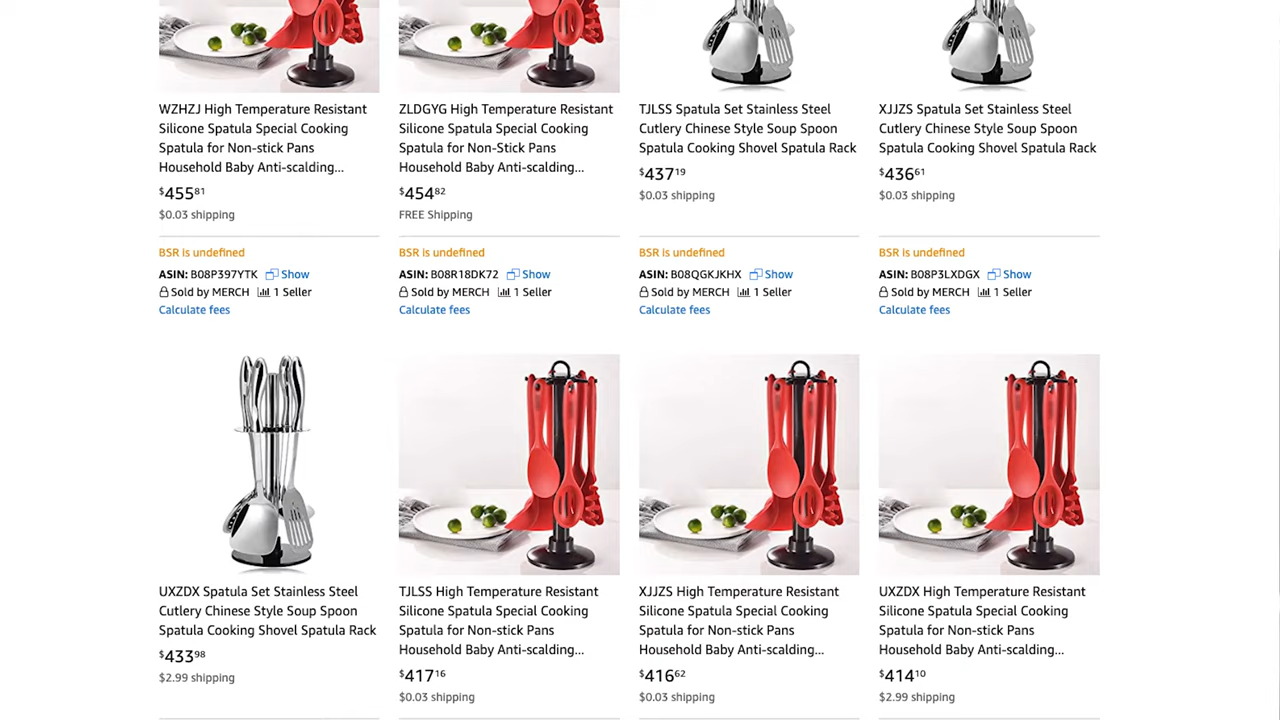 WZHZJ High Temperature Resistant
Silicone Spatula Special Cooking
Spatula for Non-stick Pans
Household Baby Anti-scalding...
$45581
$0.03 shipping
BSR is undefined
ASIN: B08P397YTK Show
Sold by MERCH 1 Seller
Calculate fees
ZLDGYG High Temperature Resistant
Silicone Spatula Special Cooking
Spatula for Non-Stick Pans
Household Baby Anti-scalding...
$45482
FREE Shipping
BSR is undefined
ASIN: B08R18DK72 Show
Sold by MERCH 1 Seller
Calculate fees
TJLSS Spatula Set Stainless Steel
Cutlery Chinese Style Soup Spoon
Spatula Cooking Shovel Spatula Rack
$43719
$0.03 shipping
BSR is undefined
ASIN: B08QGKJKHX Show
Sold by MERCH 1 Seller
Calculate fees
XJJZS Spatula Set Stainless Steel
Cutlery Chinese Style Soup Spoon
Spatula Cooking Shovel Spatula Rack
$43661
$0.03 shipping
BSR is undefined
ASIN: B08P3LXDGX Show
Sold by MERCH 1 Seller
Calculate fees
UXZDX Spatula Set Stainless Steel
Cutlery Chinese Style Soup Spoon
Spatula Cooking Shovel Spatula Rack
$43398
$2.99 shipping
TJLSS High Temperature Resistant
Silicone Spatula Special Cooking
Spatula for Non-stick Pans
Household Baby Anti-scalding...
$41716
$0.03 shipping
XJJZS High Temperature Resistant
Silicone Spatula Special Cooking
Spatula for Non-stick Pans
Household Baby Anti-scalding...
$41662
$0.03 shipping
UXZDX High Temperature Resistant
Silicone Spatula Special Cooking
Spatula for Non-stick Pans
Household Baby Anti-scalding...
$41410
$2.99 shipping